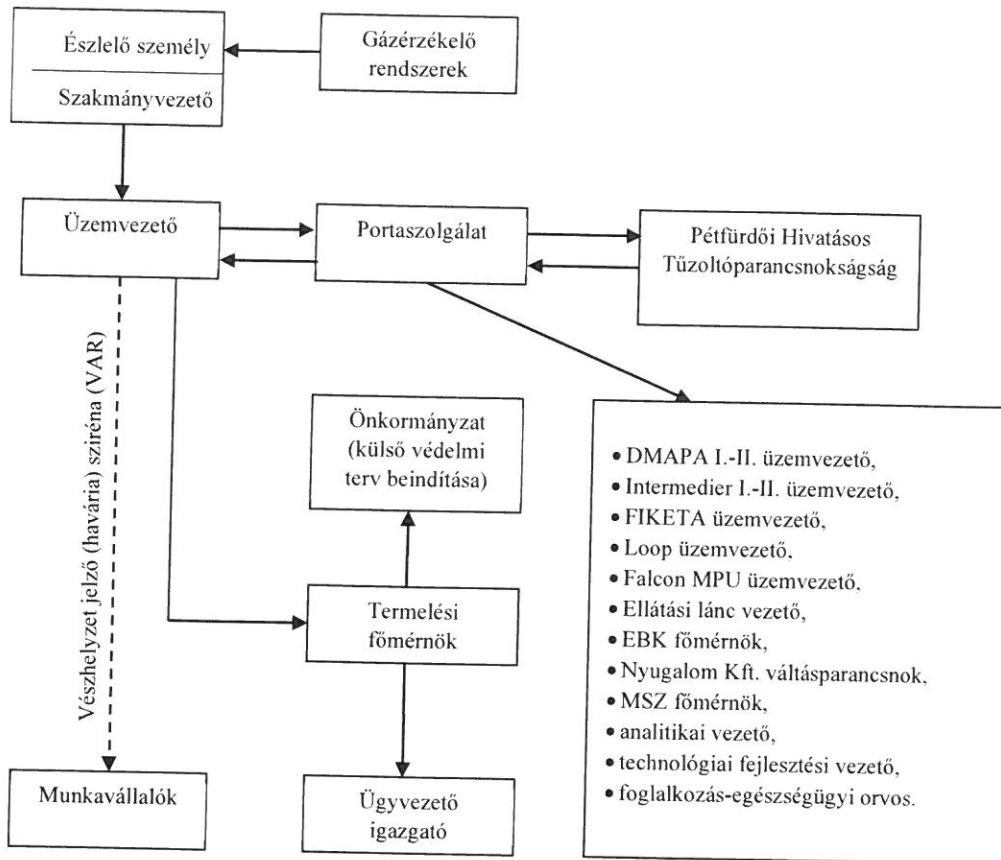 Észlelő személy
Szakmányvezető
Gázérzékelő
rendszerek
Üzemvezető
Portaszolgálat
Pétfürdői Hivatásos
Tűzoltóparancsnokságság
Vészhelyzet jelző (havária) sziréna (VAR)
Önkormányzat
(külső védelmi
terv beindítása)
Termelési
főmérnök
Munkavállalók
Ügyvezető
igazgató
• DMAPA I.-II. üzemvezető,
• Intermedier I.-II. üzemvezető,
• FIKETA üzemvezető,
• Loop üzemvezető,
• Falcon MPU üzemvezető,
• Ellátási lánc vezető,
• EBK főmérnök,
• Nyugalom Kft. váltásparancsnok,
• MSZ főmérnök,
• analitikai vezető,
• technológiai fejlesztési vezető,
• foglalkozás-egészségügyi orvos.